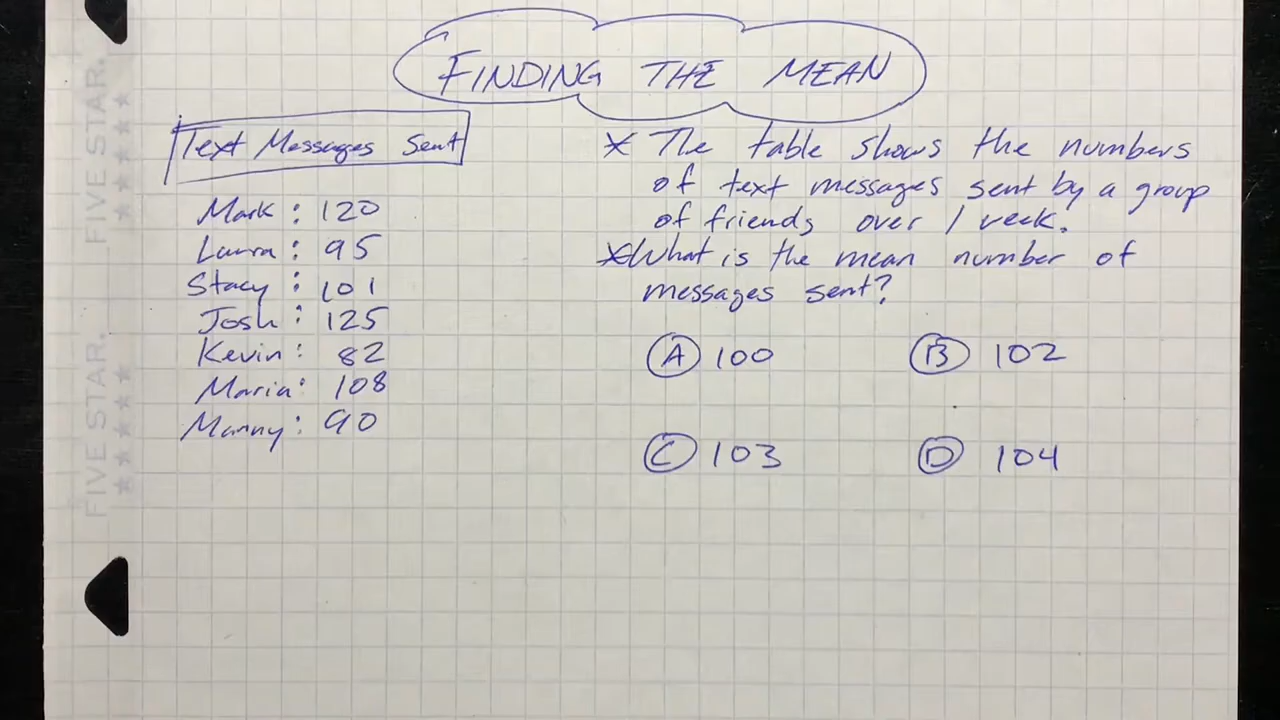 FINDING THE MEAN
Text Messages Sent
Mark: 120
Laura: 95
Stacy: 101
Josh: 125
Kevin: 82
Maria: 108
Manny: 90
* The table shows the numbers
of text messages sent by a group
of friends over 1 week.
* What is the mean number of
messages sent?
A 100
B 102
C 103
D 104
FIVE STAR.
FIVE STAR.